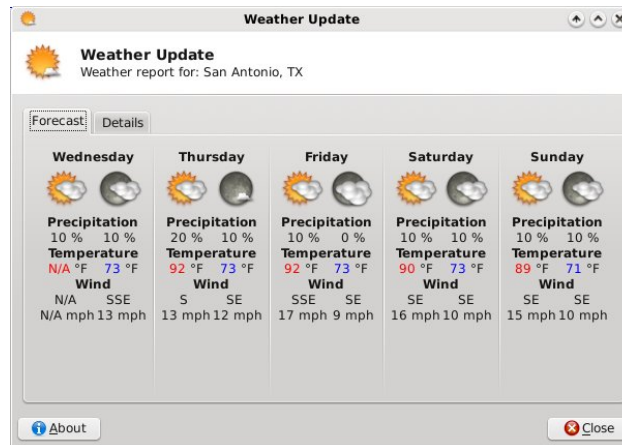 Weather Update
Weather Update
Weather report for: San Antonio, TX
Forecast Details
Wednesday Thursday Friday Saturday Sunday
Precipitation Precipitation Precipitation Precipitation Precipitation
10 % 10 % 20 % 10 % 10 % 0 % 10 % 10 % 10 % 10 %
Temperature Temperature Temperature Temperature Temperature
N/A °F 73 °F 92 °F 73 °F 92 °F 73 °F 90 °F 73 °F 89 °F 71 °F
Wind Wind Wind Wind Wind
N/A SSE S SE SSE SE SE SE SE SE
N/A mph 13 mph 13 mph 12 mph 17 mph 9 mph 16 mph 10 mph 15 mph 10 mph
About Close